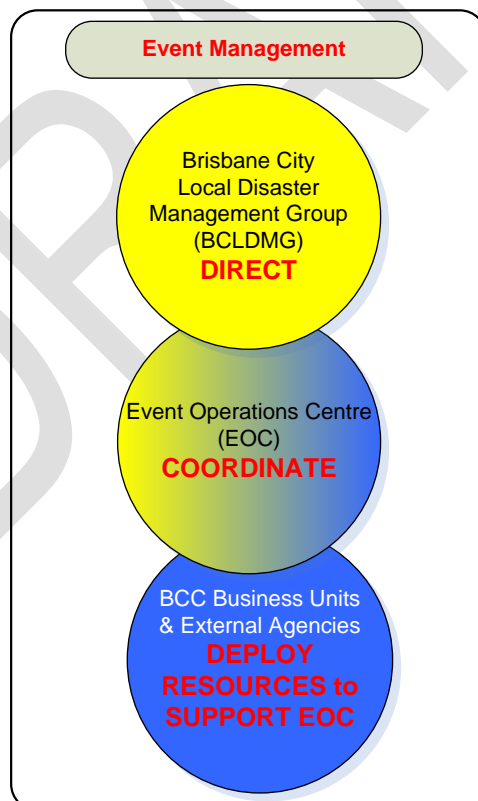 Event Management
Brisbane City
Local Disaster
Management Group
(BCLDMG)
DIRECT
Event Operations Centre
(EOC)
COORDINATE
BCC Business Units
& External Agencies
DEPLOY
RESOURCES to
SUPPORT EOC